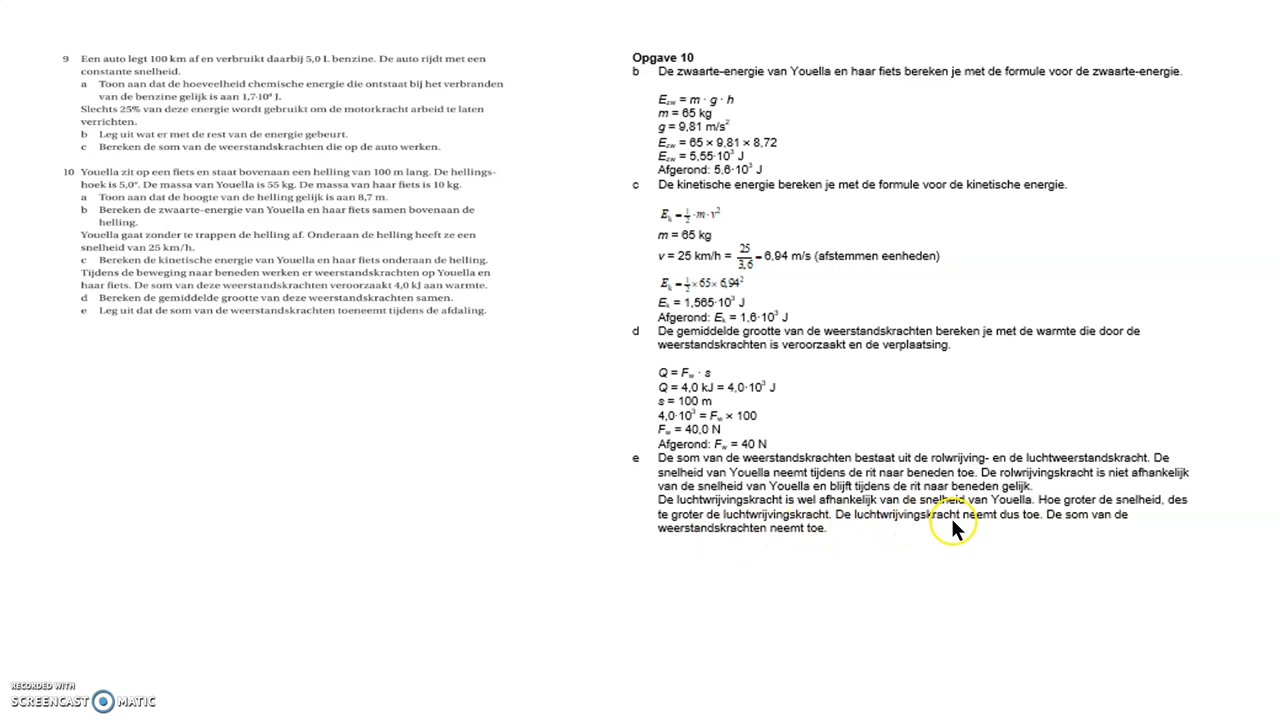 9 Een auto legt 100 km af en verbruikt daarbij 5,0 L benzine. De auto rijdt met een
constante snelheid.
a Toon aan dat de hoeveelheid chemische energie die ontstaat bij het verbranden
van de benzine gelijk is aan 1,7·10⁸ J.
Slechts 25% van deze energie wordt gebruikt om de motorkracht arbeid te laten
verrichten.
b Leg uit wat er met de rest van de energie gebeurt.
c Bereken de som van de weerstandskrachten die op de auto werken.
10 Youella zit op een fiets en staat bovenaan een helling van 100 m lang. De hellings-
hoek is 5,0°. De massa van Youella is 55 kg. De massa van haar fiets is 10 kg.
a Toon aan dat de hoogte van de helling gelijk is aan 8,7 m.
b Bereken de zwaarte-energie van Youella en haar fiets samen bovenaan de
helling.
Youella gaat zonder te trappen de helling af. Onderaan de helling heeft ze een
snelheid van 25 km/h.
c Bereken de kinetische energie van Youella en haar fiets onderaan de helling.
Tijdens de beweging naar beneden werken er weerstandskrachten op Youella en
haar fiets. De som van deze weerstandskrachten veroorzaakt 4,0 kJ aan warmte.
d Bereken de gemiddelde grootte van deze weerstandskrachten samen.
e Leg uit dat de som van de weerstandskrachten toeneemt tijdens de afdaling.
Opgave 10
b De zwaarte-energie van Youella en haar fiets bereken je met de formule voor de zwaarte-energie.
E_zw = m · g · h
m = 65 kg
g = 9,81 m/s²
E_zw = 65 × 9,81 × 8,72
E_zw = 5,55·10³ J
Afgerond: 5,6·10³ J
c De kinetische energie bereken je met de formule voor de kinetische energie.
E_k = ½ · m · v²
m = 65 kg
v = 25 km/h = 25/3,6 = 6,94 m/s (afstemmen eenheden)
E_k = ½ × 65 × 6,94²
E_k = 1,565·10³ J
Afgerond: E_k = 1,6·10³ J
d De gemiddelde grootte van de weerstandskrachten bereken je met de warmte die door de
weerstandskrachten is veroorzaakt en de verplaatsing.
Q = F_w · s
Q = 4,0 kJ = 4,0·10³ J
s = 100 m
4,0·10³ = F_w × 100
F_w = 40,0 N
Afgerond: F_w = 40 N
e De som van de weerstandskrachten bestaat uit de rolwrijving- en de luchtweerstandskracht. De
snelheid van Youella neemt tijdens de rit naar beneden toe. De rolwrijvingskracht is niet afhankelijk
van de snelheid van Youella en blijft tijdens de rit naar beneden gelijk.
De luchtwrijvingskracht is wel afhankelijk van de snelheid van Youella. Hoe groter de snelheid, des
te groter de luchtwrijvingskracht. De luchtwrijvingskracht neemt dus toe. De som van de
weerstandskrachten neemt toe.
RECORDED WITH
SCREENCAST MATIC